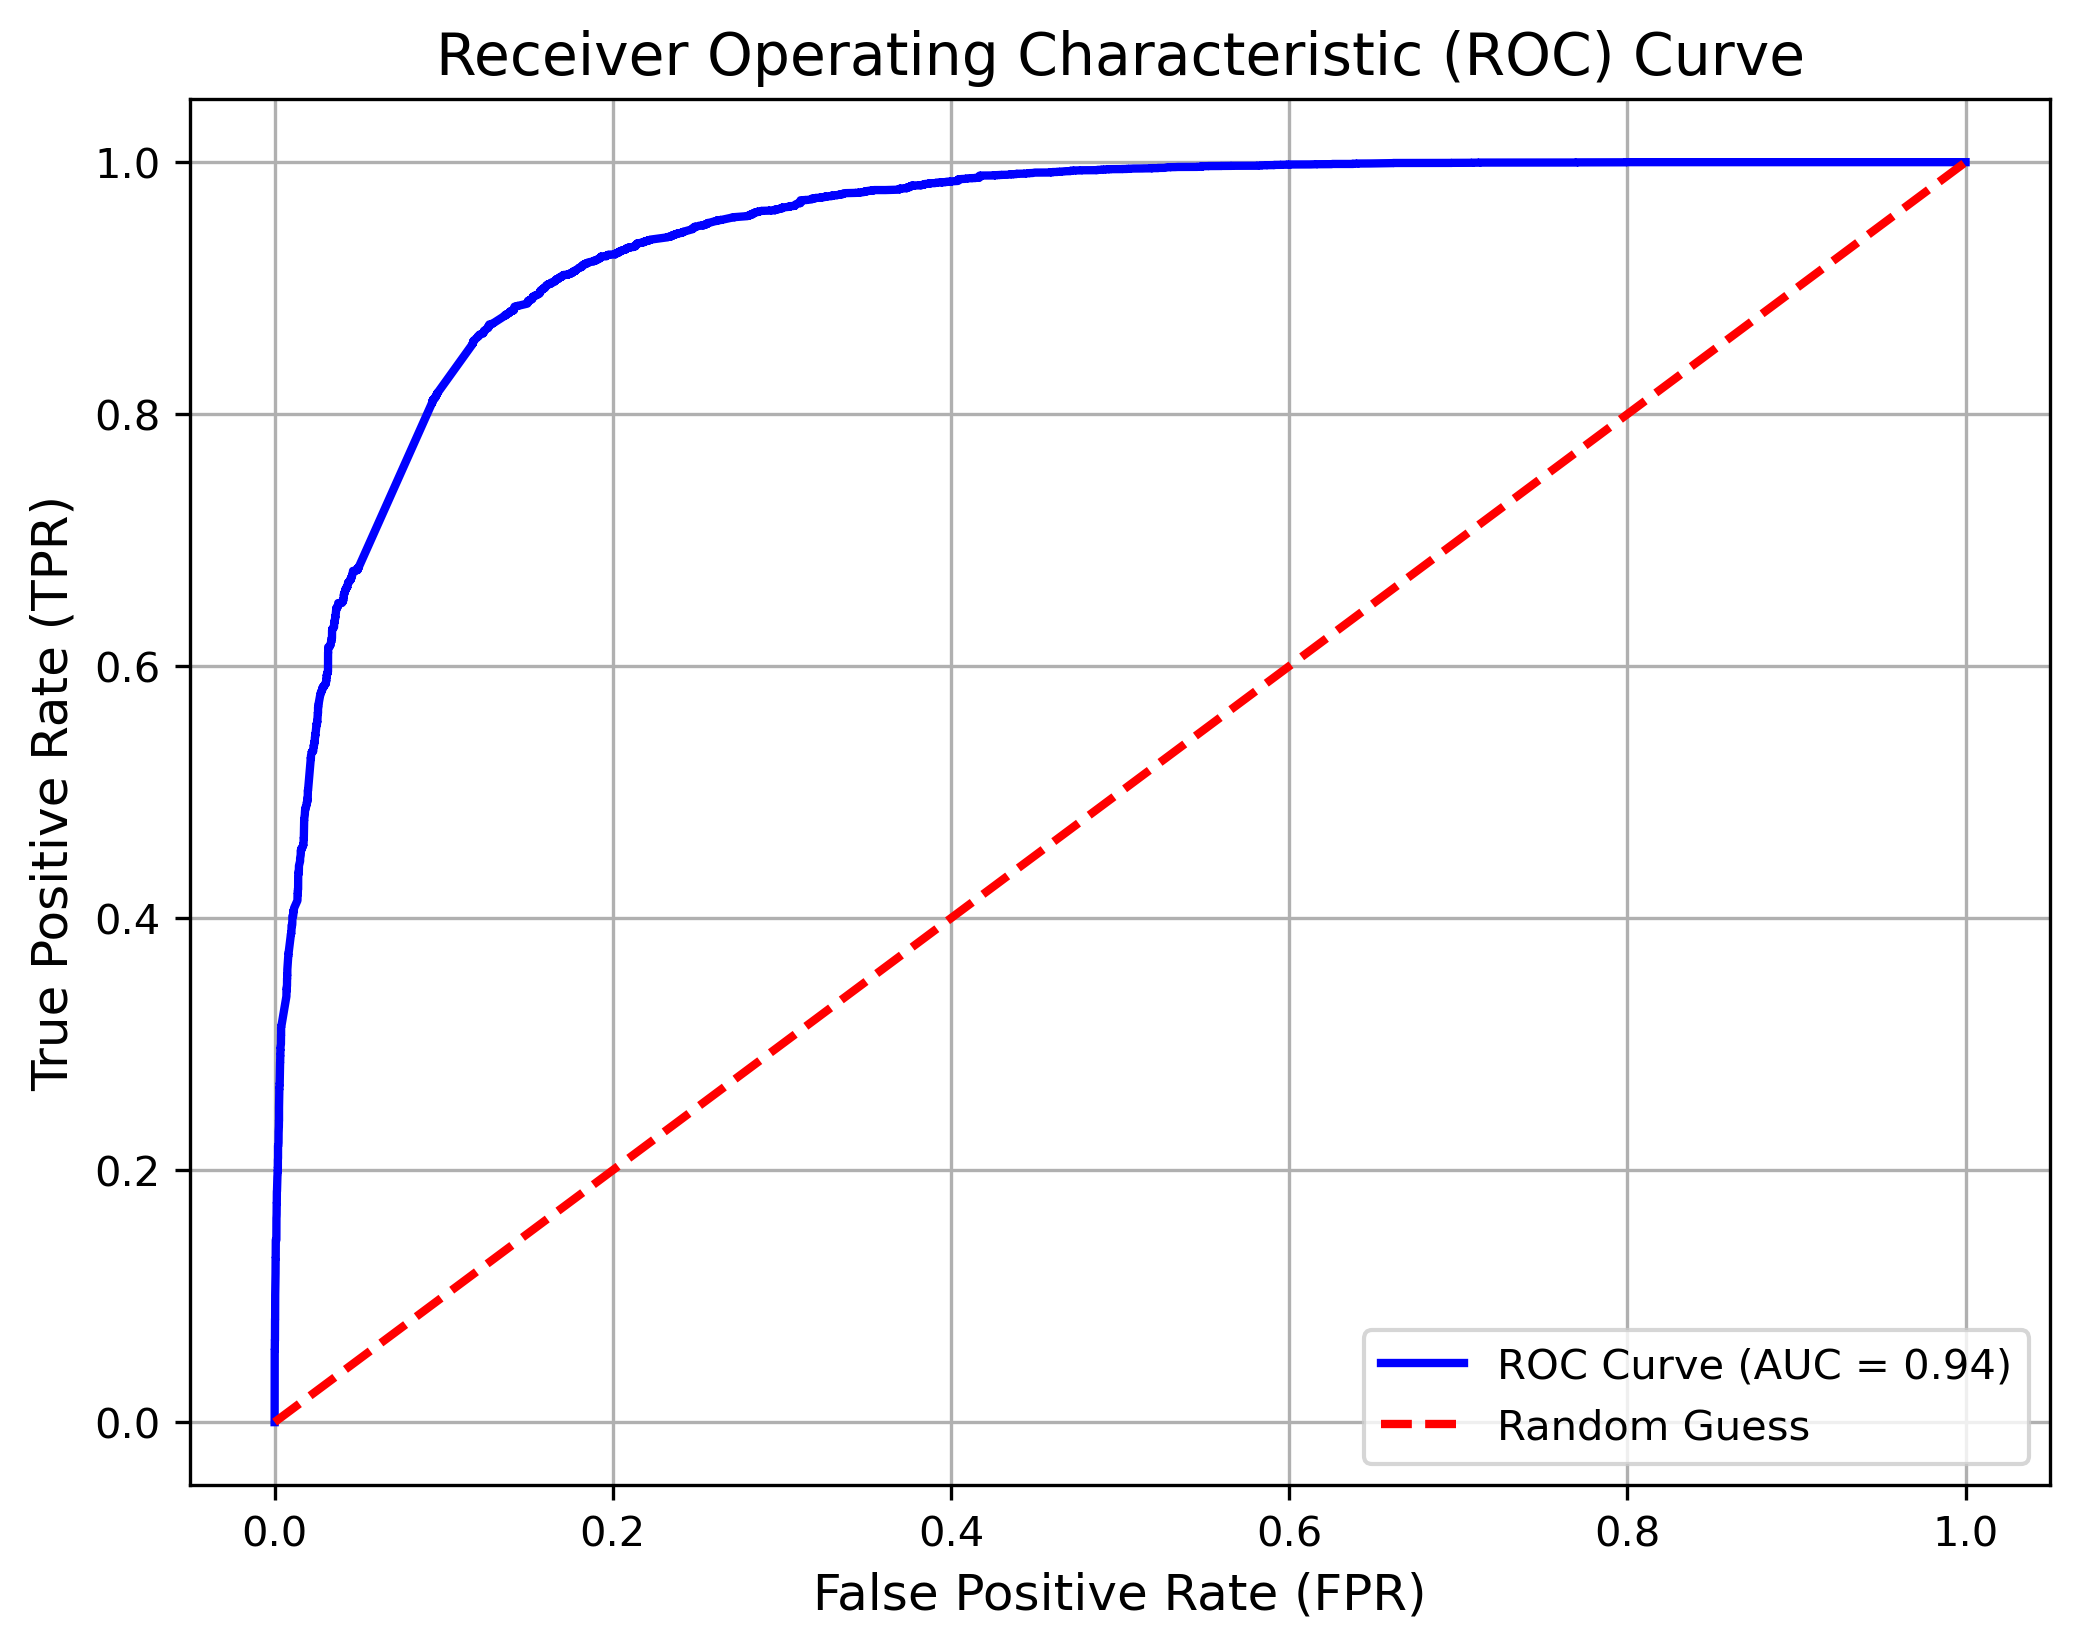 Receiver Operating Characteristic (ROC) Curve
True Positive Rate (TPR)
1.0
0.8
0.6
0.4
0.2
0.0
ROC Curve (AUC = 0.94)
Random Guess
0.0 0.2 0.4 0.6 0.8 1.0
False Positive Rate (FPR)